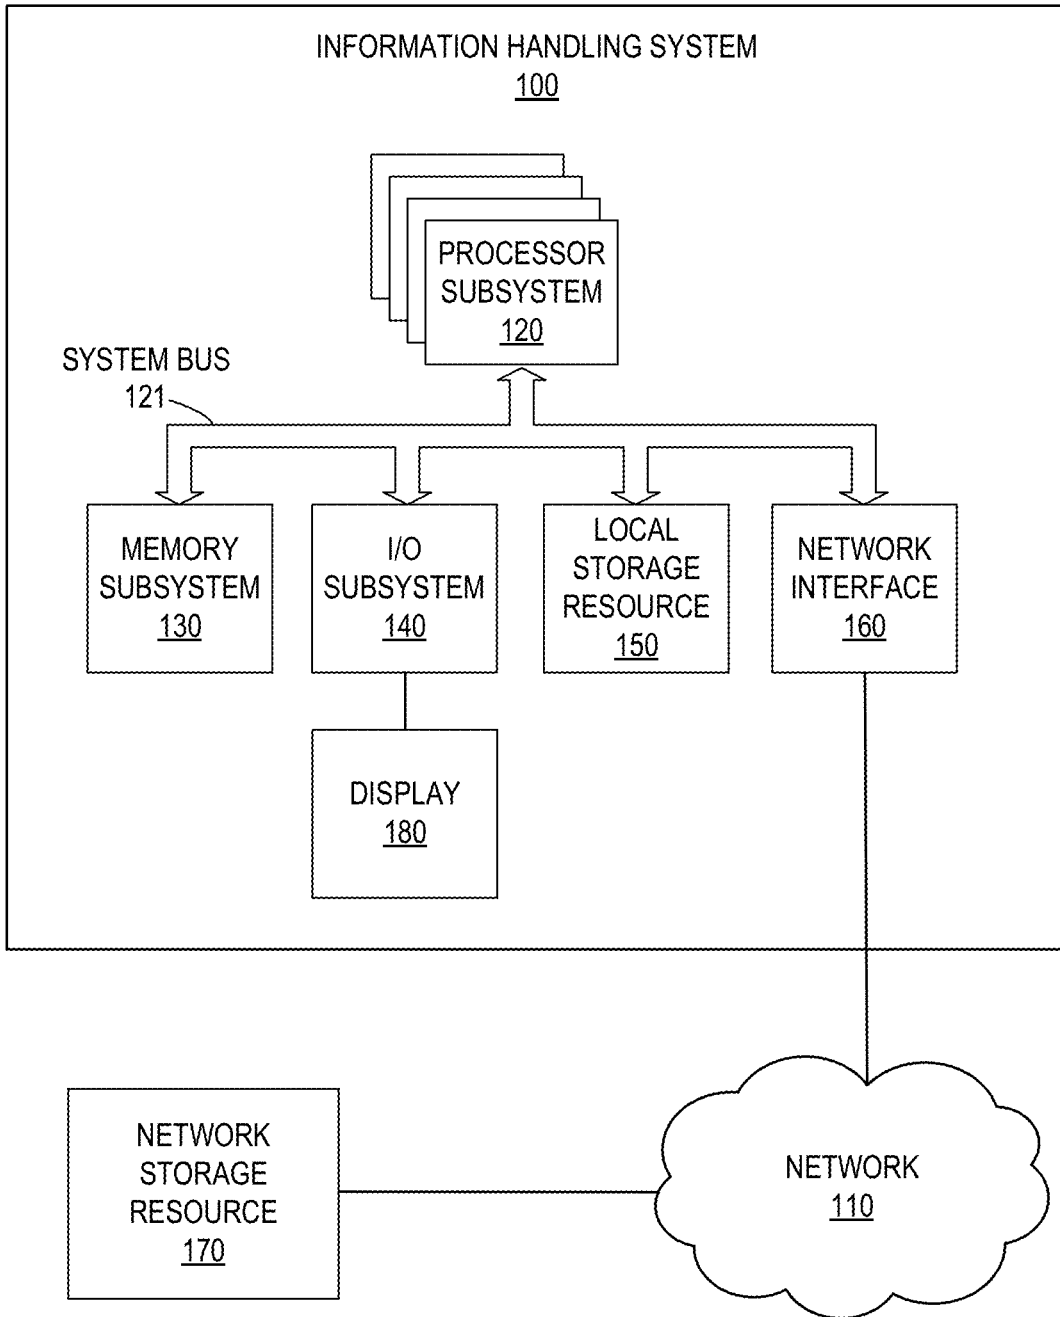 INFORMATION HANDLING SYSTEM
100
PROCESSOR
SUBSYSTEM
120
SYSTEM BUS
121
MEMORY
SUBSYSTEM
130
I/O
SUBSYSTEM
140
LOCAL
STORAGE
RESOURCE
150
NETWORK
INTERFACE
160
DISPLAY
180
NETWORK
STORAGE
RESOURCE
170
NETWORK
110